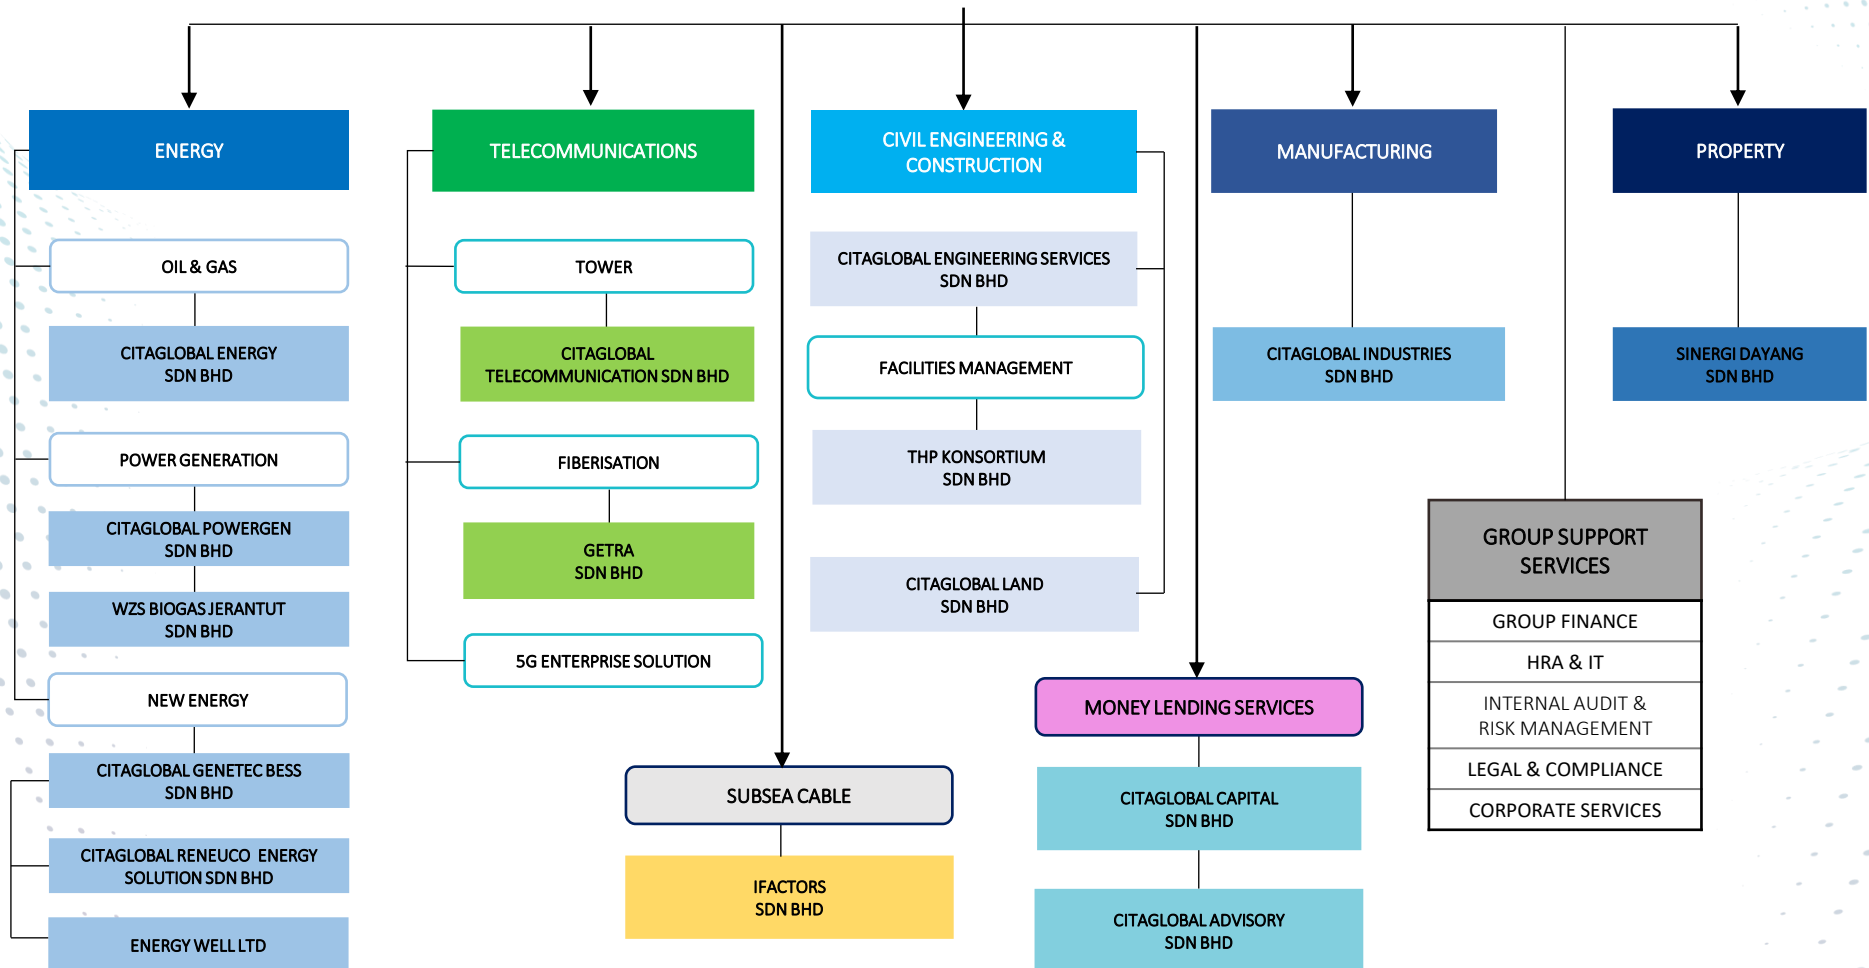 ENERGY
OIL & GAS
CITAGLOBAL ENERGY
SDN BHD
POWER GENERATION
CITAGLOBAL POWERGEN
SDN BHD
WZS BIOGAS JERANTUT
SDN BHD
NEW ENERGY
CITAGLOBAL GENETEC BESS
SDN BHD
CITAGLOBAL RENEUCO ENERGY
SOLUTION SDN BHD
ENERGY WELL LTD
TELECOMMUNICATIONS
TOWER
CITAGLOBAL
TELECOMMUNICATION SDN BHD
FIBERISATION
GETRA
SDN BHD
5G ENTERPRISE SOLUTION
SUBSEA CABLE
IFACTORS
SDN BHD
CIVIL ENGINEERING &
CONSTRUCTION
CITAGLOBAL ENGINEERING SERVICES
SDN BHD
FACILITIES MANAGEMENT
THP KONSORTIUM
SDN BHD
CITAGLOBAL LAND
SDN BHD
MONEY LENDING SERVICES
CITAGLOBAL CAPITAL
SDN BHD
CITAGLOBAL ADVISORY
SDN BHD
MANUFACTURING
CITAGLOBAL INDUSTRIES
SDN BHD
GROUP SUPPORT
SERVICES
GROUP FINANCE
HRA & IT
INTERNAL AUDIT &
RISK MANAGEMENT
LEGAL & COMPLIANCE
CORPORATE SERVICES
PROPERTY
SINERGI DAYANG
SDN BHD